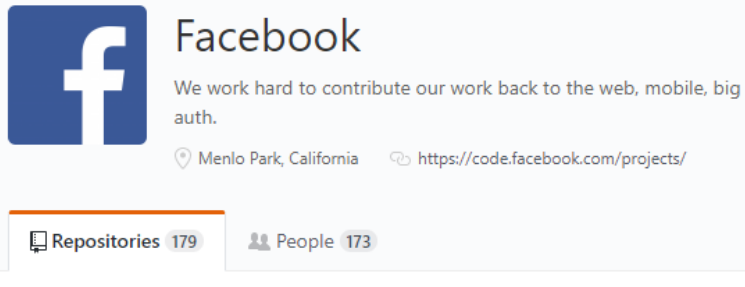 Facebook
We work hard to contribute our work back to the web, mobile, big
auth.
Menlo Park, California https://code.facebook.com/projects/
Repositories 179 People 173